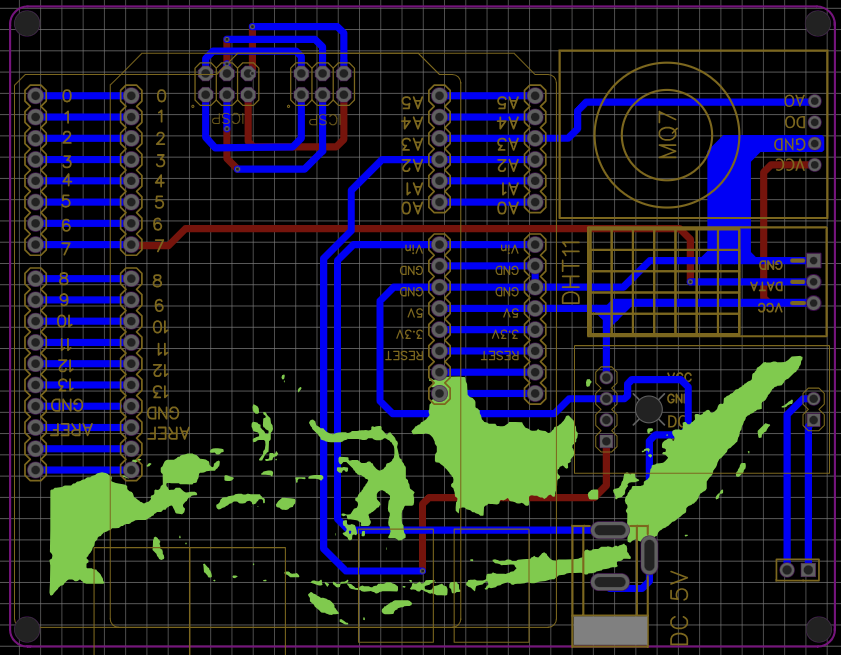 0 0
1 1
2 2
3 3
4 4
5 5
6 6
7 7
8 8
9 9
10 10
11 11
12 12
13 13
GND GND
AREF AREF
ICSP ICSP
A5 A5
A4 A4
A3 A3
A2 A2
A1 A1
A0 A0
Vin Vin
GND GND
GND GND
5V 5V
3.3V 3.3V
RESET RESET
MQ7
AO
DO
GND
VCC
DHT11
GND
DATA
VCC
VCC
GND
DC 5V